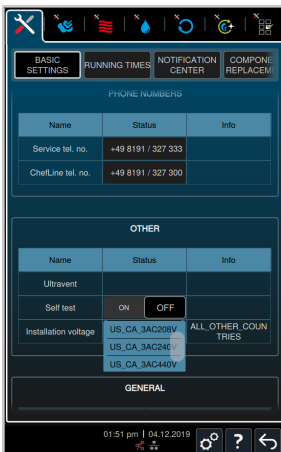 BASIC
SETTINGS
RUNNING TIMES
NOTIFICATION
CENTER
COMPONE
REPLACEM
PHONE NUMBERS
Name Status Info
Service tel. no. +49 8191 / 327 333
ChefLine tel. no. +49 8191 / 327 300
OTHER
Name Status Info
Ultravent
Self test ON OFF
Installation voltage US_CA_3AC208V ALL_OTHER_COUN
TRIES
US_CA_3AC240V
US_CA_3AC440V
GENERAL
01:51 pm | 04.12.2019
?